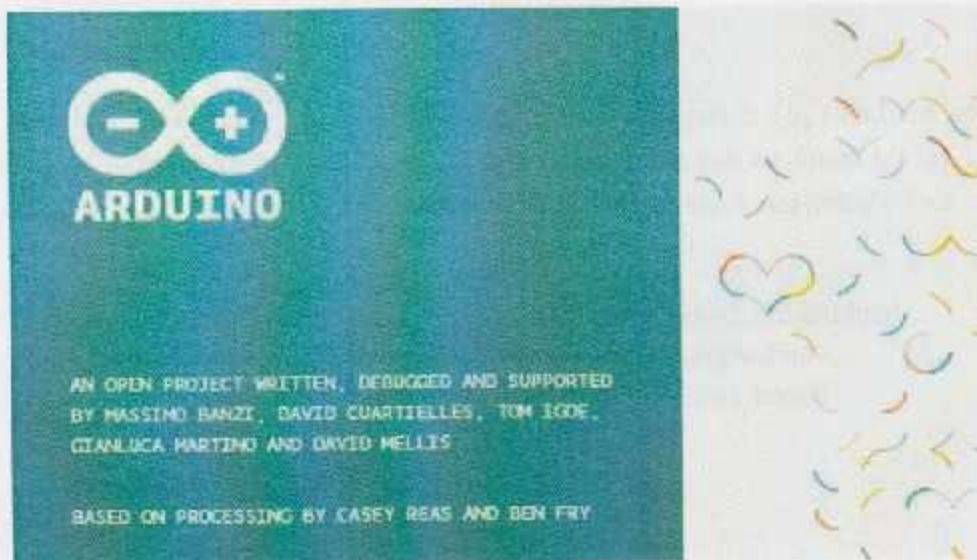 ARDUINO
AN OPEN PROJECT WRITTEN, DEBUGGED AND SUPPORTED
BY MASSIMO BANZI, DAVID CUARTIELLES, TOM IGOE,
GIANLUCA MARTINO AND DAVID MELLIS
BASED ON PROCESSING BY CASEY REAS AND BEN FRY